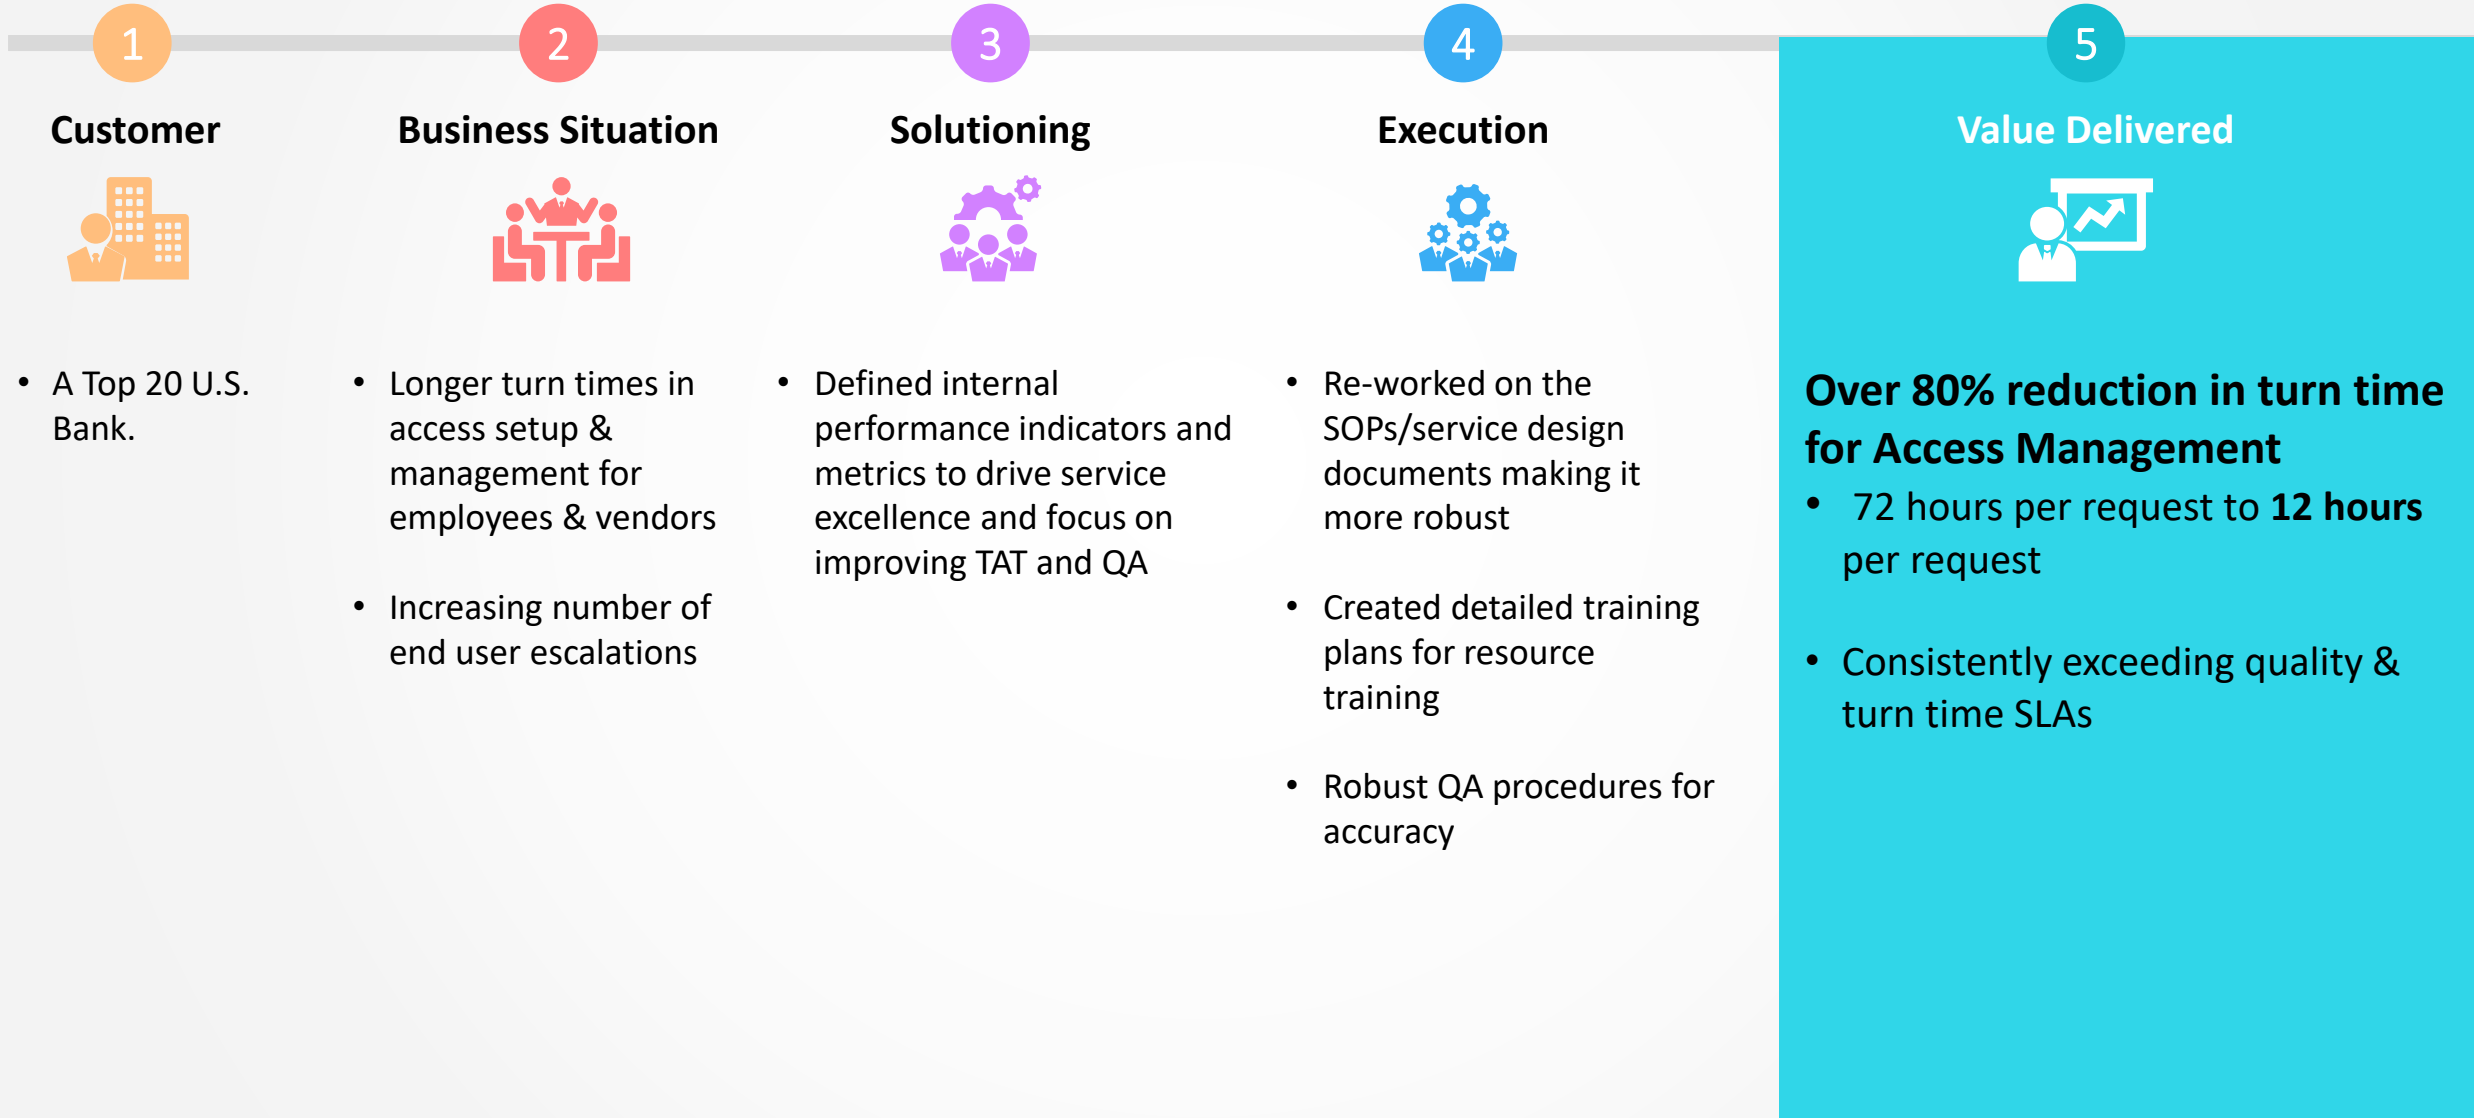 1
Customer
• A Top 20 U.S.
Bank.
2
Business Situation
• Longer turn times in
access setup &
management for
employees & vendors
• Increasing number of
end user escalations
3
Solutioning
• Defined internal
performance indicators and
metrics to drive service
excellence and focus on
improving TAT and QA
4
Execution
• Re-worked on the
SOPs/service design
documents making it
more robust
• Created detailed training
plans for resource
training
• Robust QA procedures for
accuracy
5
Value Delivered
Over 80% reduction in turn time
for Access Management
• 72 hours per request to 12 hours
per request
• Consistently exceeding quality &
turn time SLAs